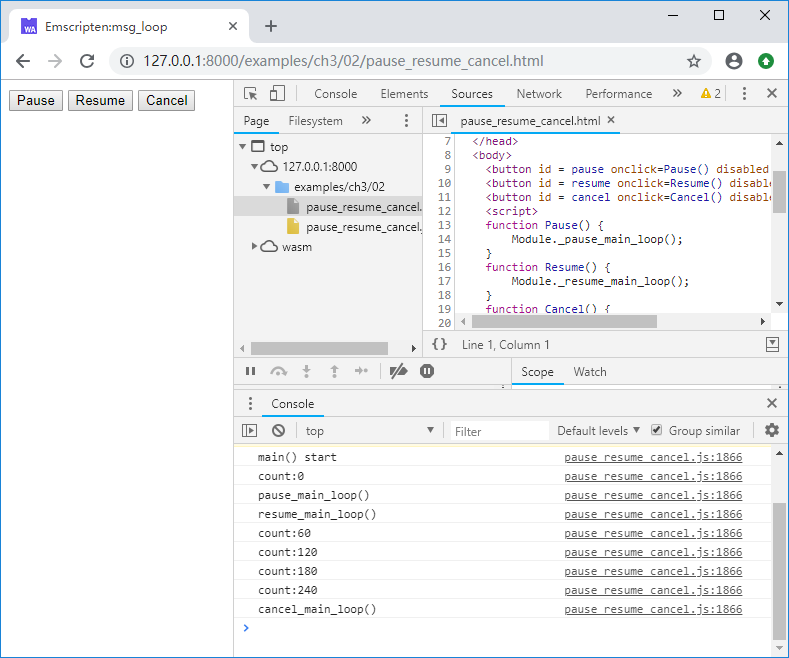 WA Emscripten:msg_loop
127.0.0.1:8000/examples/ch3/02/pause_resume_cancel.html
Pause Resume Cancel
Console Elements Sources Network Performance » 2
Page Filesystem »
pause_resume_cancel.html
top
127.0.0.1:8000
examples/ch3/02
pause_resume_cancel.
pause_resume_cancel.
wasm
7 </head>
8 <body>
9 <button id = pause onclick=Pause() disabled
10 <button id = resume onclick=Resume() disabl
11 <button id = cancel onclick=Cancel() disabl
12 <script>
13 function Pause() {
14 Module._pause_main_loop();
15 }
16 function Resume() {
17 Module._resume_main_loop();
18 }
19 function Cancel() {
20
{} Line 1, Column 1
Scope Watch
Console
top Filter Default levels Group similar
main() start pause_resume_cancel.js:1866
count:0 pause_resume_cancel.js:1866
pause_main_loop() pause_resume_cancel.js:1866
resume_main_loop() pause_resume_cancel.js:1866
count:60 pause_resume_cancel.js:1866
count:120 pause_resume_cancel.js:1866
count:180 pause_resume_cancel.js:1866
count:240 pause_resume_cancel.js:1866
cancel_main_loop() pause_resume_cancel.js:1866